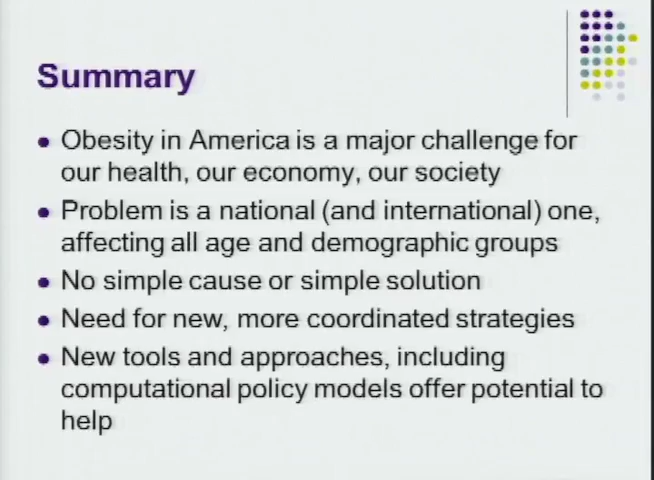 Summary
Obesity in America is a major challenge for
our health, our economy, our society
Problem is a national (and international) one,
affecting all age and demographic groups
No simple cause or simple solution
Need for new, more coordinated strategies
New tools and approaches, including
computational policy models offer potential to
help